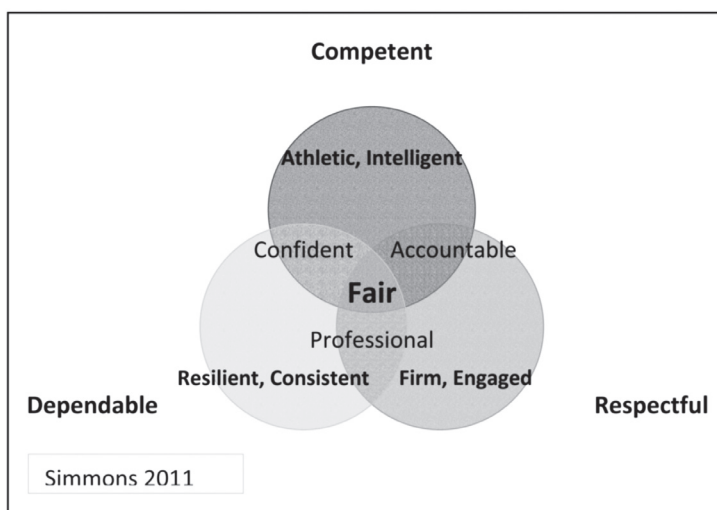 Competent
Athletic, Intelligent
Confident Accountable
Fair
Professional
Resilient, Consistent Firm, Engaged
Dependable Respectful
Simmons 2011